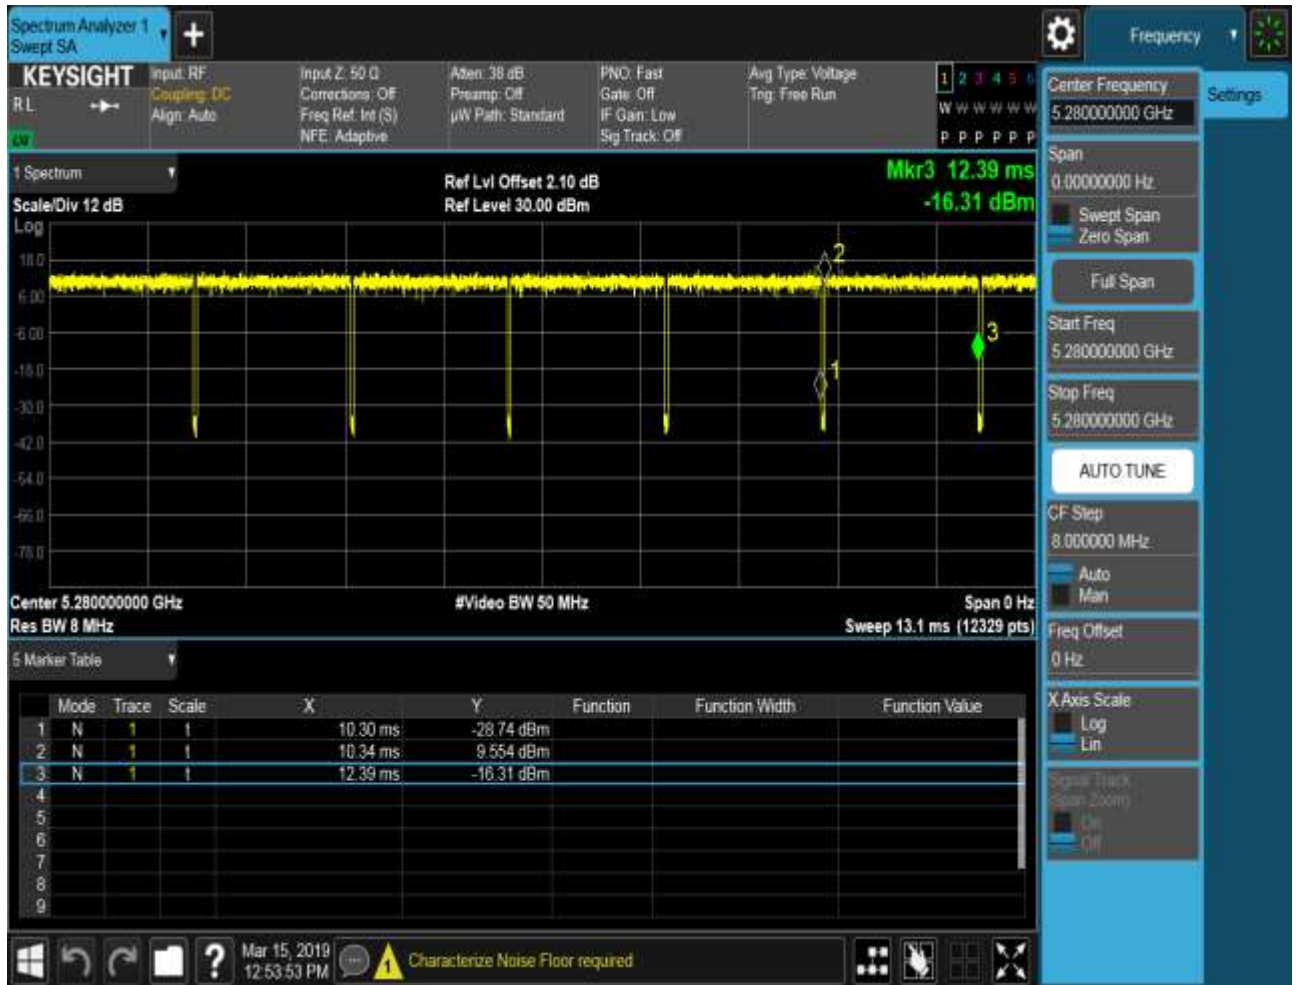 Spectrum Analyzer 1
Swept SA
+
Frequency
KEYSIGHT
RL
Input: RF
Coupling: DC
Align: Auto
Input Z: 50 Ω
Corrections: Off
Freq Ref: Int (S)
NFE: Adaptive
Atten: 38 dB
Preamp: Off
µW Path: Standard
PNO: Fast
Gate: Off
IF Gain: Low
Sig Track: Off
Avg Type: Voltage
Trig: Free Run
1 2 3 4 5 6
W W W W W W
P P P P P P
1 Spectrum
Scale/Div 12 dB
Log
Ref Lvl Offset 2.10 dB
Ref Level 30.00 dBm
Mkr3 12.39 ms
-16.31 dBm
18.0
6.00
-6.00
-18.0
-30.0
-42.0
-54.0
-66.0
-78.0
2
1
3
Center 5.280000000 GHz
Res BW 8 MHz
#Video BW 50 MHz
Span 0 Hz
Sweep 13.1 ms (12329 pts)
5 Marker Table
Mode Trace Scale X Y Function Function Width Function Value
1 N 1 t 10.30 ms -28.74 dBm
2 N 1 t 10.34 ms 9.554 dBm
3 N 1 t 12.39 ms -16.31 dBm
4
5
6
7
8
9
?
Mar 15, 2019
12:53:53 PM
1
Characterize Noise Floor required
Center Frequency
5.280000000 GHz
Settings
Span
0.00000000 Hz
Swept Span
Zero Span
Full Span
Start Freq
5.280000000 GHz
Stop Freq
5.280000000 GHz
AUTO TUNE
CF Step
8.000000 MHz
Auto
Man
Freq Offset
0 Hz
X Axis Scale
Log
Lin
Signal Track
(Span Zoom)
On
Off